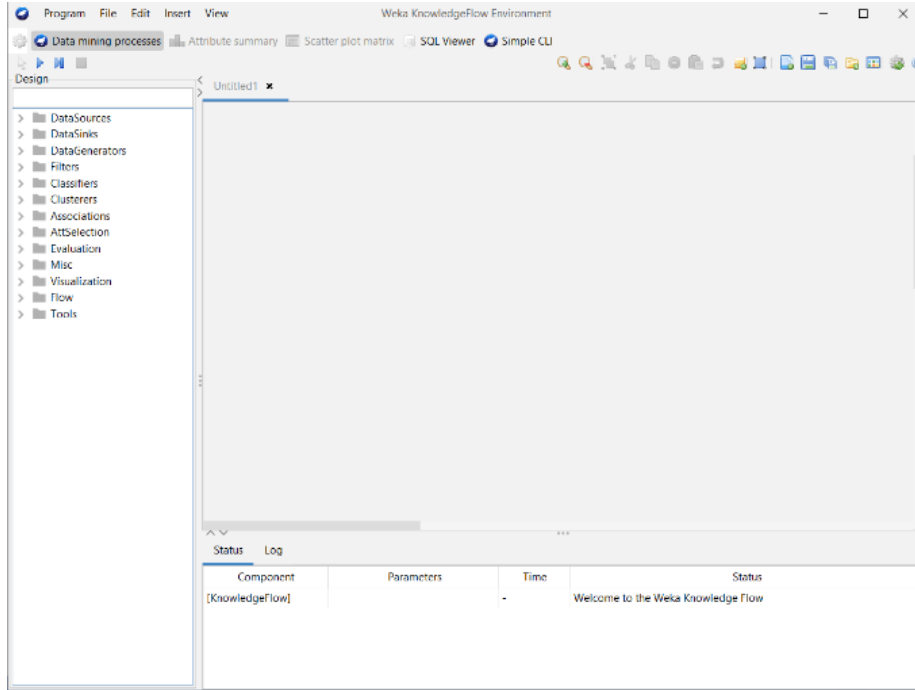 Program File Edit Insert View Weka KnowledgeFlow Environment
Data mining processes Attribute summary Scatter plot matrix SQL Viewer Simple CLI
Design
Untitled1
DataSources
DataSinks
DataGenerators
Filters
Classifiers
Clusterers
Associations
AttSelection
Evaluation
Misc
Visualization
Flow
Tools
Status Log
Component Parameters Time Status
[KnowledgeFlow] - Welcome to the Weka Knowledge Flow